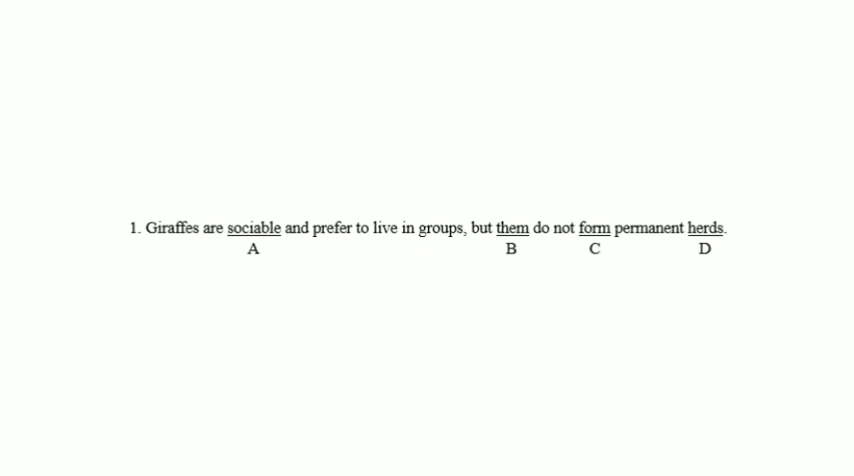 1. Giraffes are sociable and prefer to live in groups, but them do not form permanent herds.
A B C D